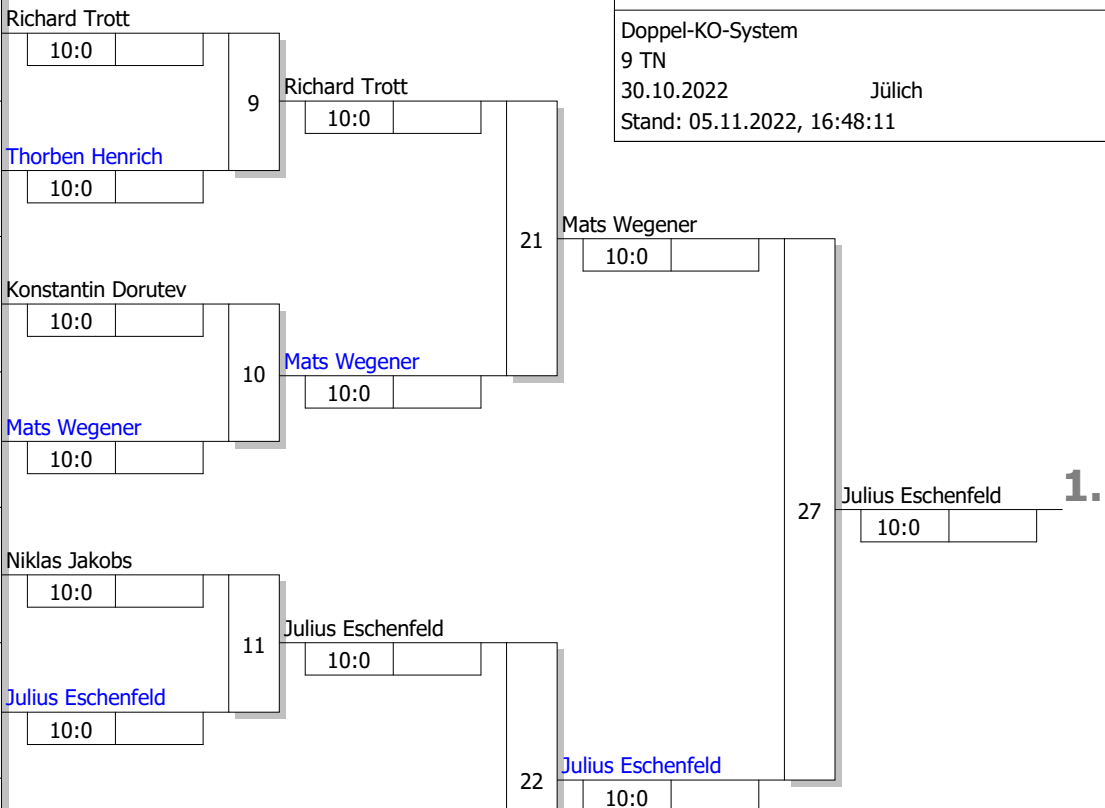 Richard Trott
10:0
9
Thorben Henrich
10:0
Richard Trott
10:0
Konstantin Dorutev
10:0
10
Mats Wegener
10:0
Mats Wegener
10:0
21
Mats Wegener
10:0
Niklas Jakobs
10:0
11
Julius Eschenfeld
10:0
Julius Eschenfeld
10:0
22
Julius Eschenfeld
10:0
27
Julius Eschenfeld
10:0
1.
Doppel-KO-System
9 TN
30.10.2022 Jülich
Stand: 05.11.2022, 16:48:11